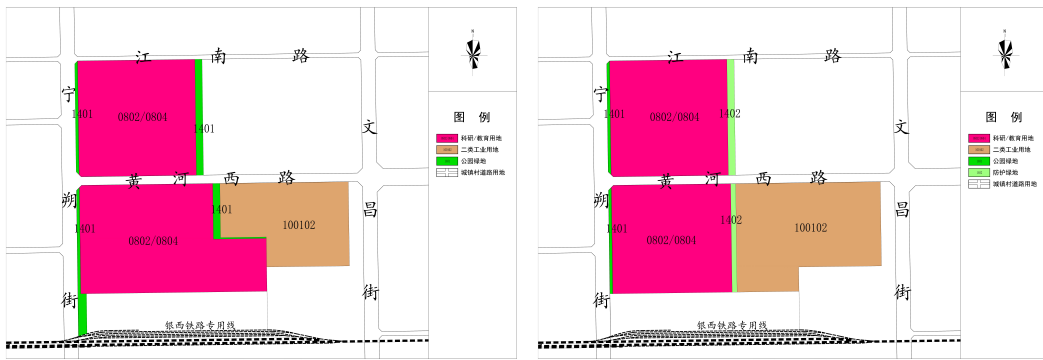 江南路
宁朔街
文昌街
1401
0802/0804
1401
黄河西路
1401
1401
0802/0804
100102
银西铁路专用线
图 例
科研/教育用地
二类工业用地
公园绿地
城镇村道路用地
江南路
宁朔街
文昌街
1401
0802/0804
1402
黄河西路
1401
1402
0802/0804
100102
银西铁路专用线
图 例
科研/教育用地
二类工业用地
公园绿地
防护绿地
城镇村道路用地